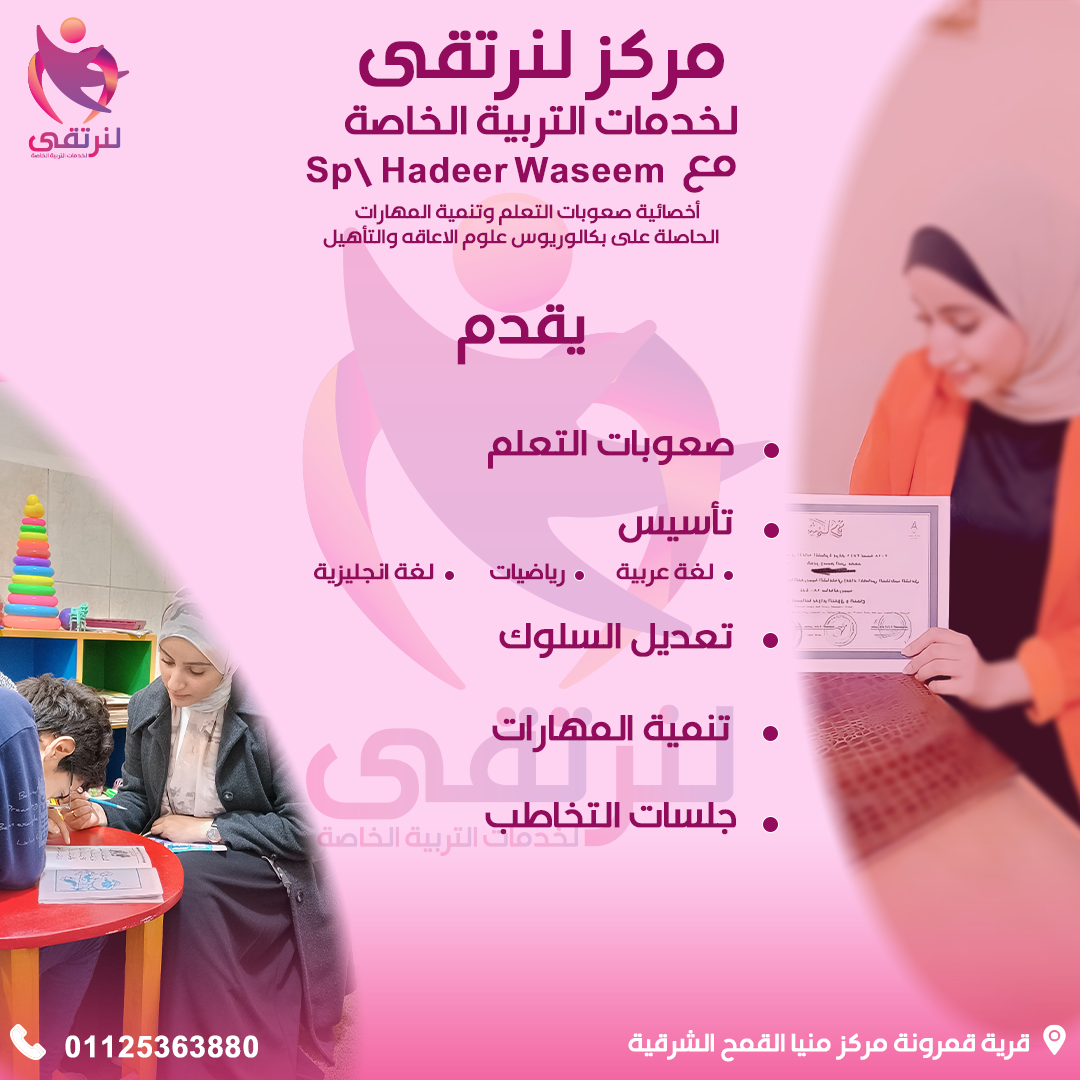 لنرتقى
لخدمات التربية الخاصة
مركز لنرتقى
لخدمات التربية الخاصة
مع Sp\ Hadeer Waseem
أخصائية صعوبات التعلم وتنمية المهارات
الحاصلة على بكالوريوس علوم الاعاقه والتأهيل
يقدم
• صعوبات التعلم
• تأسيس
• لغة عربية • رياضيات • لغة انجليزية
• تعديل السلوك
• تنمية المهارات
• جلسات التخاطب
لنرتقى
لخدمات التربية الخاصة
قرية قمرونة مركز منيا القمح الشرقية
01125363880